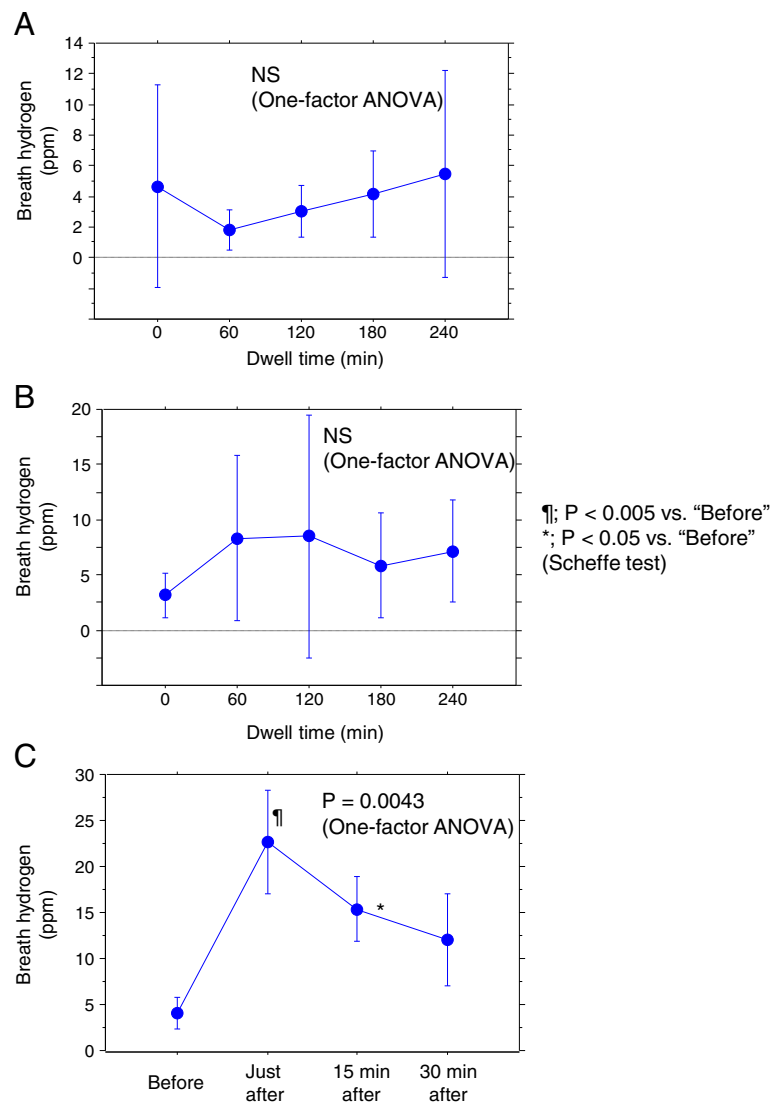 A
14
12
10
8
6
4
2
0
Breath hydrogen
(ppm)
NS
(One-factor ANOVA)
0 60 120 180 240
Dwell time (min)
B
20
15
10
5
0
Breath hydrogen
(ppm)
NS
(One-factor ANOVA)
0 60 120 180 240
Dwell time (min)
¶; P < 0.005 vs. “Before”
*; P < 0.05 vs. “Before”
(Scheffe test)
C
30
25
20
15
10
5
0
Breath hydrogen
(ppm)
P = 0.0043
(One-factor ANOVA)
¶
*
Before Just 15 min 30 min
after after after